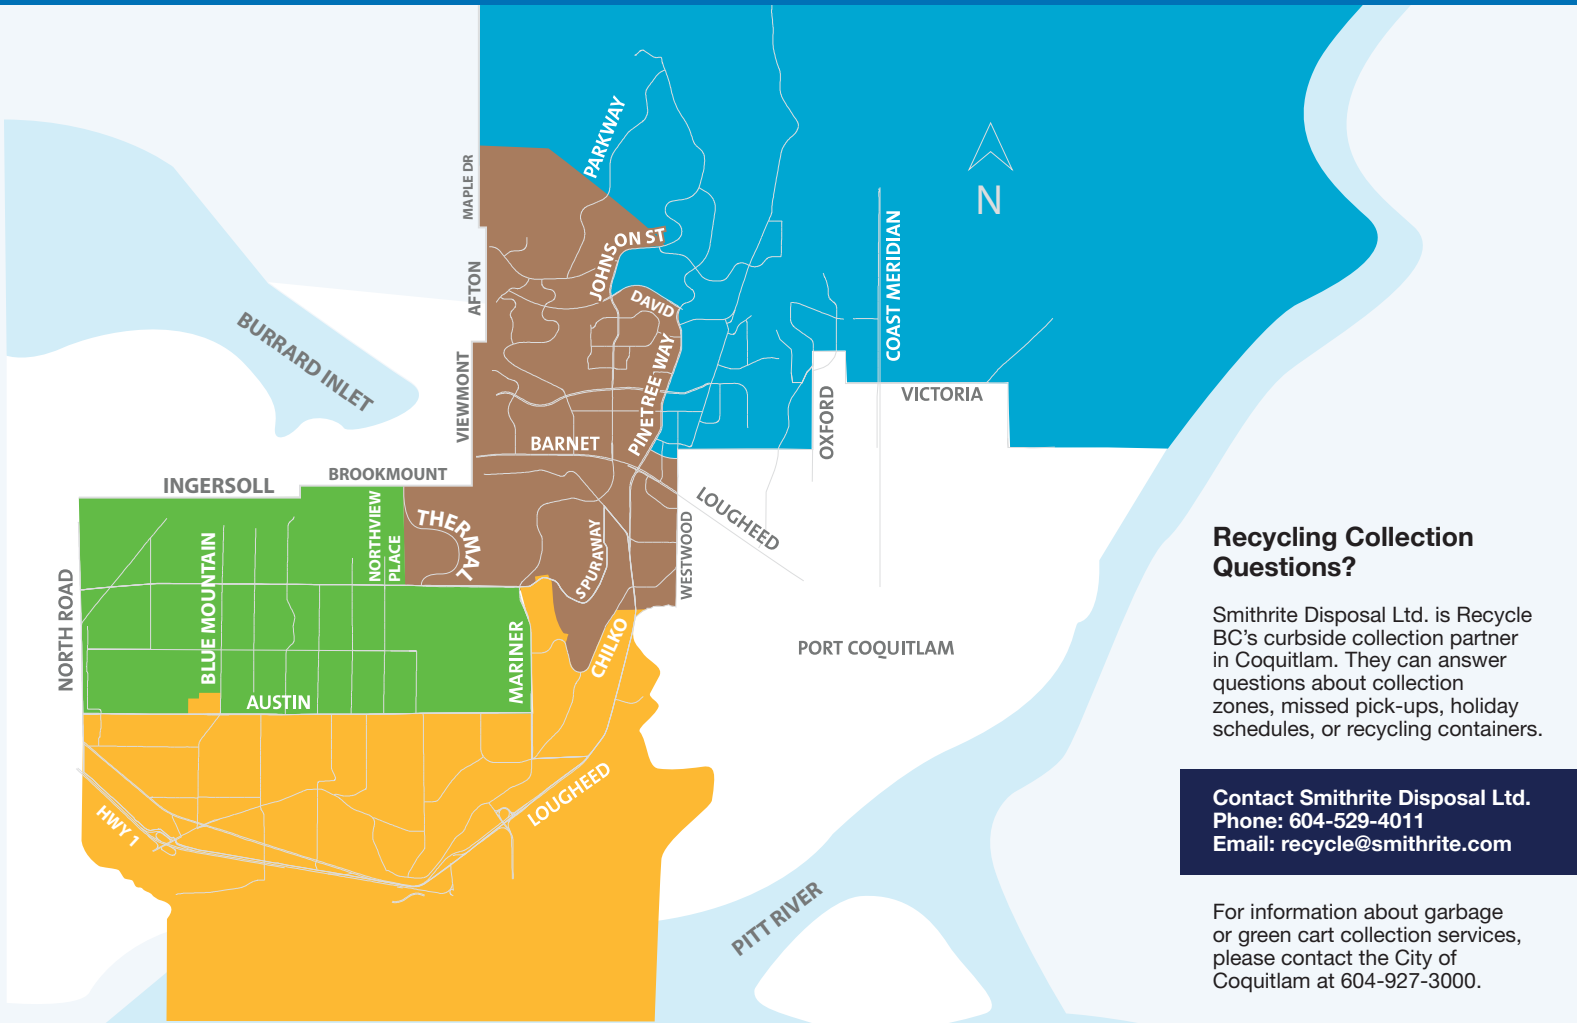 PARKWAY
MAPLE DR
N
JOHNSON ST
COAST MERIDIAN
AFTON
DAVID
BURRARD INLET
PINETREE WAY
VIEWMONT
OXFORD
VICTORIA
BARNET
BROOKMOUNT
INGERSOLL
LOUGHEED
THERMAL
NORTHVIEW
PLACE
SPURAWAY
WESTWOOD
BLUE MOUNTAIN
NORTH ROAD
MARINER
CHILKO
PORT COQUITLAM
AUSTIN
LOUGHEED
HWY 1
PITT RIVER
Recycling Collection
Questions?
Smithrite Disposal Ltd. is Recycle
BC’s curbside collection partner
in Coquitlam. They can answer
questions about collection
zones, missed pick-ups, holiday
schedules, or recycling containers.
Contact Smithrite Disposal Ltd.
Phone: 604-529-4011
Email: recycle@smithrite.com
For information about garbage
or green cart collection services,
please contact the City of
Coquitlam at 604-927-3000.